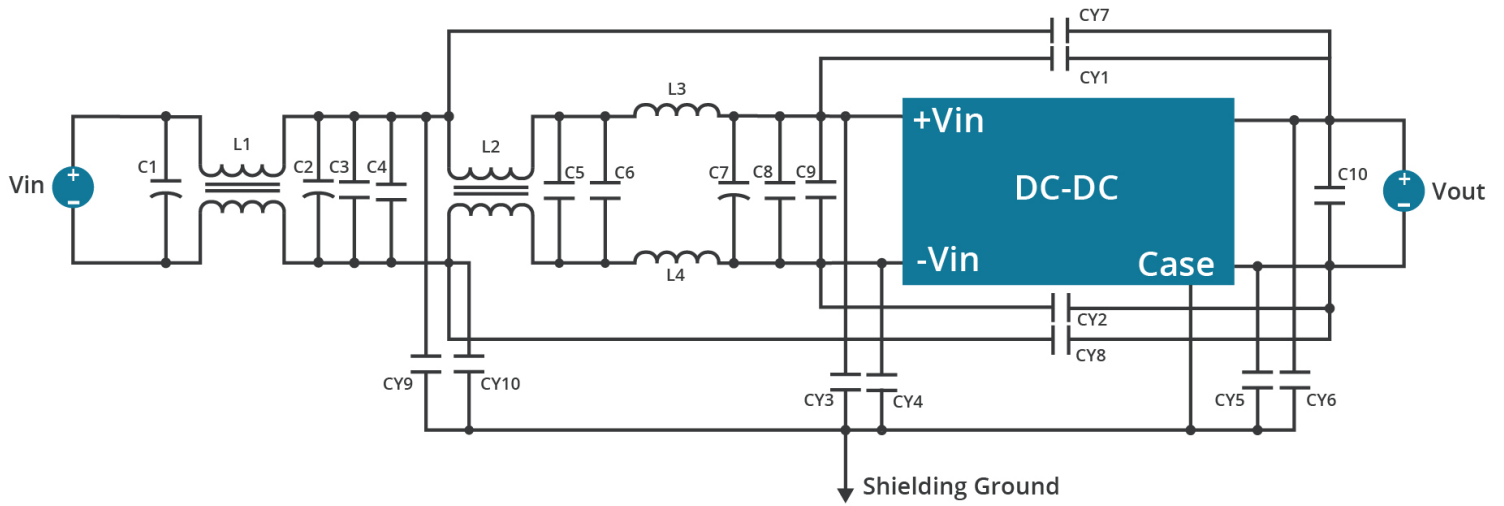 CY7
CY1
L3
+Vin
L1
L2
C1
C2
C3
C4
C5
C6
C7
C8
C9
C10
Vin
+
-
DC-DC
+
-
Vout
-Vin
Case
L4
CY2
CY8
CY9
CY10
CY3
CY4
CY5
CY6
Shielding Ground